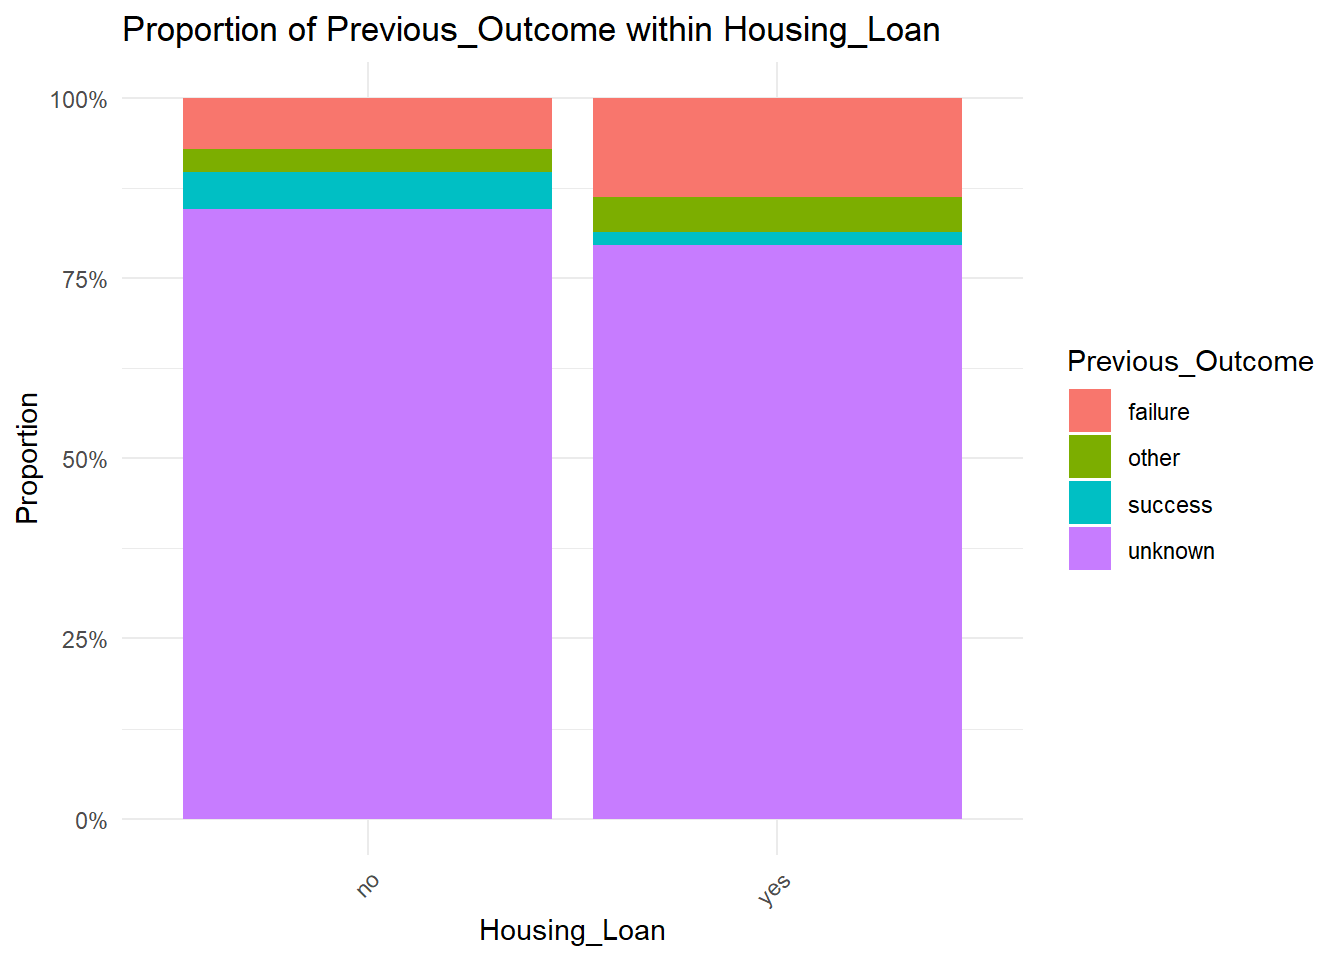 Proportion of Previous_Outcome within Housing_Loan
100%
75%
50%
25%
0%
Proportion
no
yes
Housing_Loan
Previous_Outcome
failure
other
success
unknown